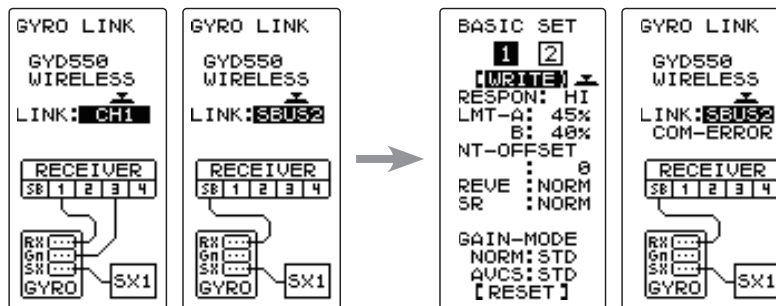 GYRO LINK
GYD550
WIRELESS
LINK: CH1
RECEIVER
SB 1 2 3 4
RX
Gn
SX
GYRO
SX1
GYRO LINK
GYD550
WIRELESS
LINK:SBUS2
RECEIVER
SB 1 2 3 4
RX
Gn
SX
GYRO
SX1
BASIC SET
1 2
[WRITE]
RESPON: HI
LMT-A: 45%
B: 40%
NT-OFFSET
: 0
REVE :NORM
SR :NORM
GAIN-MODE
NORM:STD
AVCS:STD
[RESET]
GYRO LINK
GYD550
WIRELESS
LINK:SBUS2
COM-ERROR
RECEIVER
SB 1 2 3 4
RX
Gn
SX
GYRO
SX1